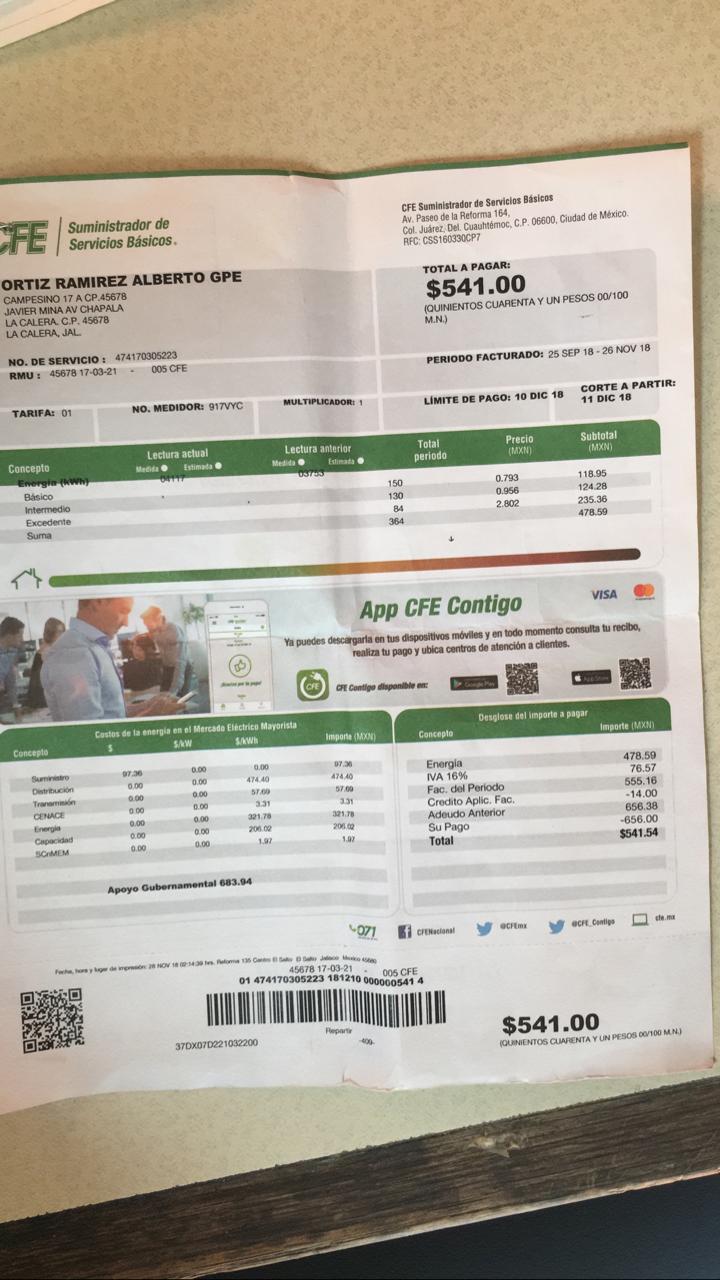 CFE Suministrador de
Servicios Básicos®
CFE Suministrador de Servicios Básicos
Av. Paseo de la Reforma 164,
Col. Juárez, Del. Cuauhtémoc, C.P. 06600, Ciudad de México.
RFC: CSS160330CP7
ORTIZ RAMIREZ ALBERTO GPE
CAMPESINO 17 A CP.45678
JAVIER MINA AV CHAPALA
LA CALERA. C.P. 45678
LA CALERA, JAL.
TOTAL A PAGAR:
$541.00
(QUINIENTOS CUARENTA Y UN PESOS 00/100
M.N.)
NO. DE SERVICIO : 474170305223
RMU : 45678 17-03-21 - 005 CFE
PERIODO FACTURADO: 25 SEP 18 - 26 NOV 18
TARIFA: 01 NO. MEDIDOR: 917VYC MULTIPLICADOR: 1 LÍMITE DE PAGO: 10 DIC 18 CORTE A PARTIR:
11 DIC 18
Concepto Lectura actual Lectura anterior Total periodo Precio (MXN) Subtotal (MXN)
Medida Estimada Medida Estimada
Energía (kWh) 04117 03753
Básico 150 0.793 118.95
Intermedio 130 0.956 124.28
Excedente 84 2.802 235.36
Suma 364 478.59
App CFE Contigo
VISA
Ya puedes descargarla en tus dispositivos móviles y en todo momento consulta tu recibo,
realiza tu pago y ubica centros de atención a clientes.
CFE
CFE Contigo disponible en: Google Play App Store
Costos de la energía en el Mercado Eléctrico Mayorista
Concepto $ $/kW $/kWh Importe (MXN)
Suministro 97.36 0.00 0.00 97.36
Distribución 0.00 0.00 474.40 474.40
Transmisión 0.00 0.00 57.69 57.69
CENACE 0.00 0.00 3.31 3.31
Energía 0.00 0.00 321.78 321.78
Capacidad 0.00 0.00 206.02 206.02
SCnMEM 0.00 0.00 1.97 1.97
Apoyo Gubernamental 683.94
Desglose del importe a pagar
Concepto Importe (MXN)
Energía 478.59
IVA 16% 76.57
Fac. del Periodo 555.16
Credito Aplic. Fac. -14.00
Adeudo Anterior 656.38
Su Pago -656.00
Total $541.54
071 CFENacional @CFEmx @CFE_Contigo cfe.mx
Fecha, hora y lugar de impresión: 26 NOV 18 02:14:39 hrs. Reforma 135 Centro El Salto El Salto Jalisco Mexico 45680
45678 17-03-21 - 005 CFE
01 474170305223 181210 000000541 4
Repartir
37DX07D221032200
-409-
$541.00
(QUINIENTOS CUARENTA Y UN PESOS 00/100 M.N.)